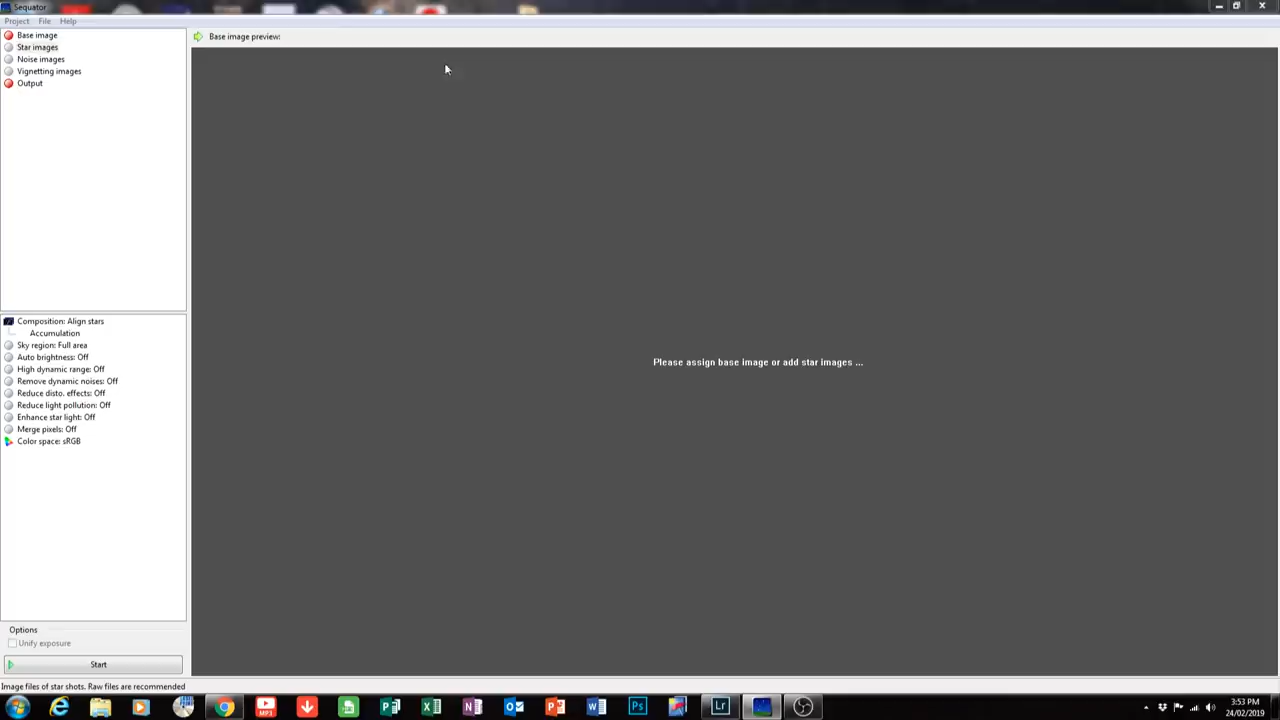 Sequator
Project File Help
Base image
Star images
Noise images
Vignetting images
Output
Base image preview:
Please assign base image or add star images ...
Composition: Align stars
Accumulation
Sky region: Full area
Auto brightness: Off
High dynamic range: Off
Remove dynamic noises: Off
Reduce disto. effects: Off
Reduce light pollution: Off
Enhance star light: Off
Merge pixels: Off
Color space: sRGB
Options
Unify exposure
Start
Image files of star shots. Raw files are recommended
MP3
Ps
Lr
3:53 PM
24/02/2019